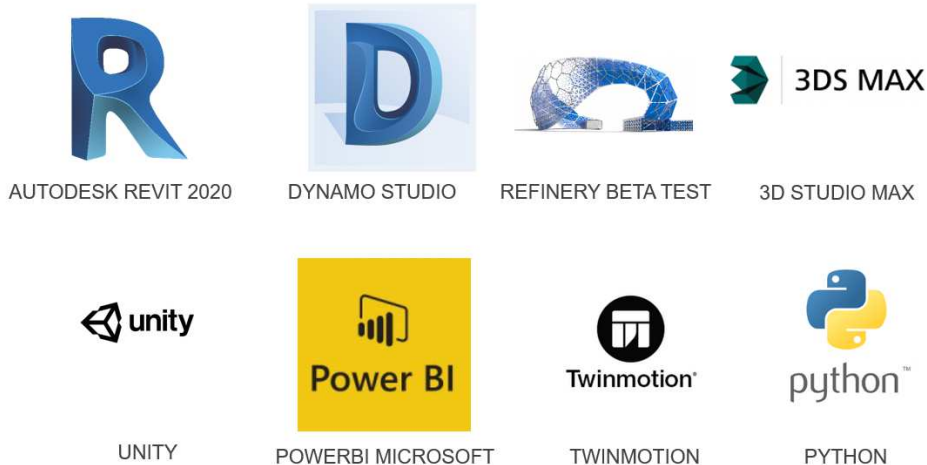 3DS MAX
AUTODESK REVIT 2020
DYNAMO STUDIO
REFINERY BETA TEST
3D STUDIO MAX
unity
Power BI
Twinmotion®
python™
UNITY
POWERBI MICROSOFT
TWINMOTION
PYTHON